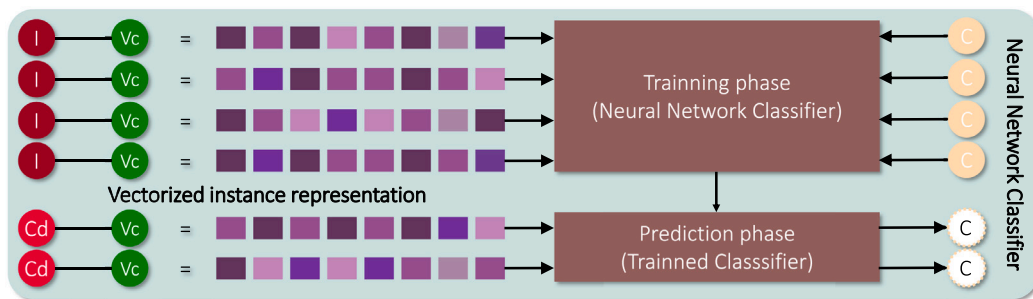 I Vc = C
I Vc = C
I Vc = C
I Vc = C
Trainning phase
(Neural Network Classifier)
Vectorized instance representation
Cd Vc = C
Cd Vc = C
Prediction phase
(Trainned Classsifier)
Neural Network Classifier